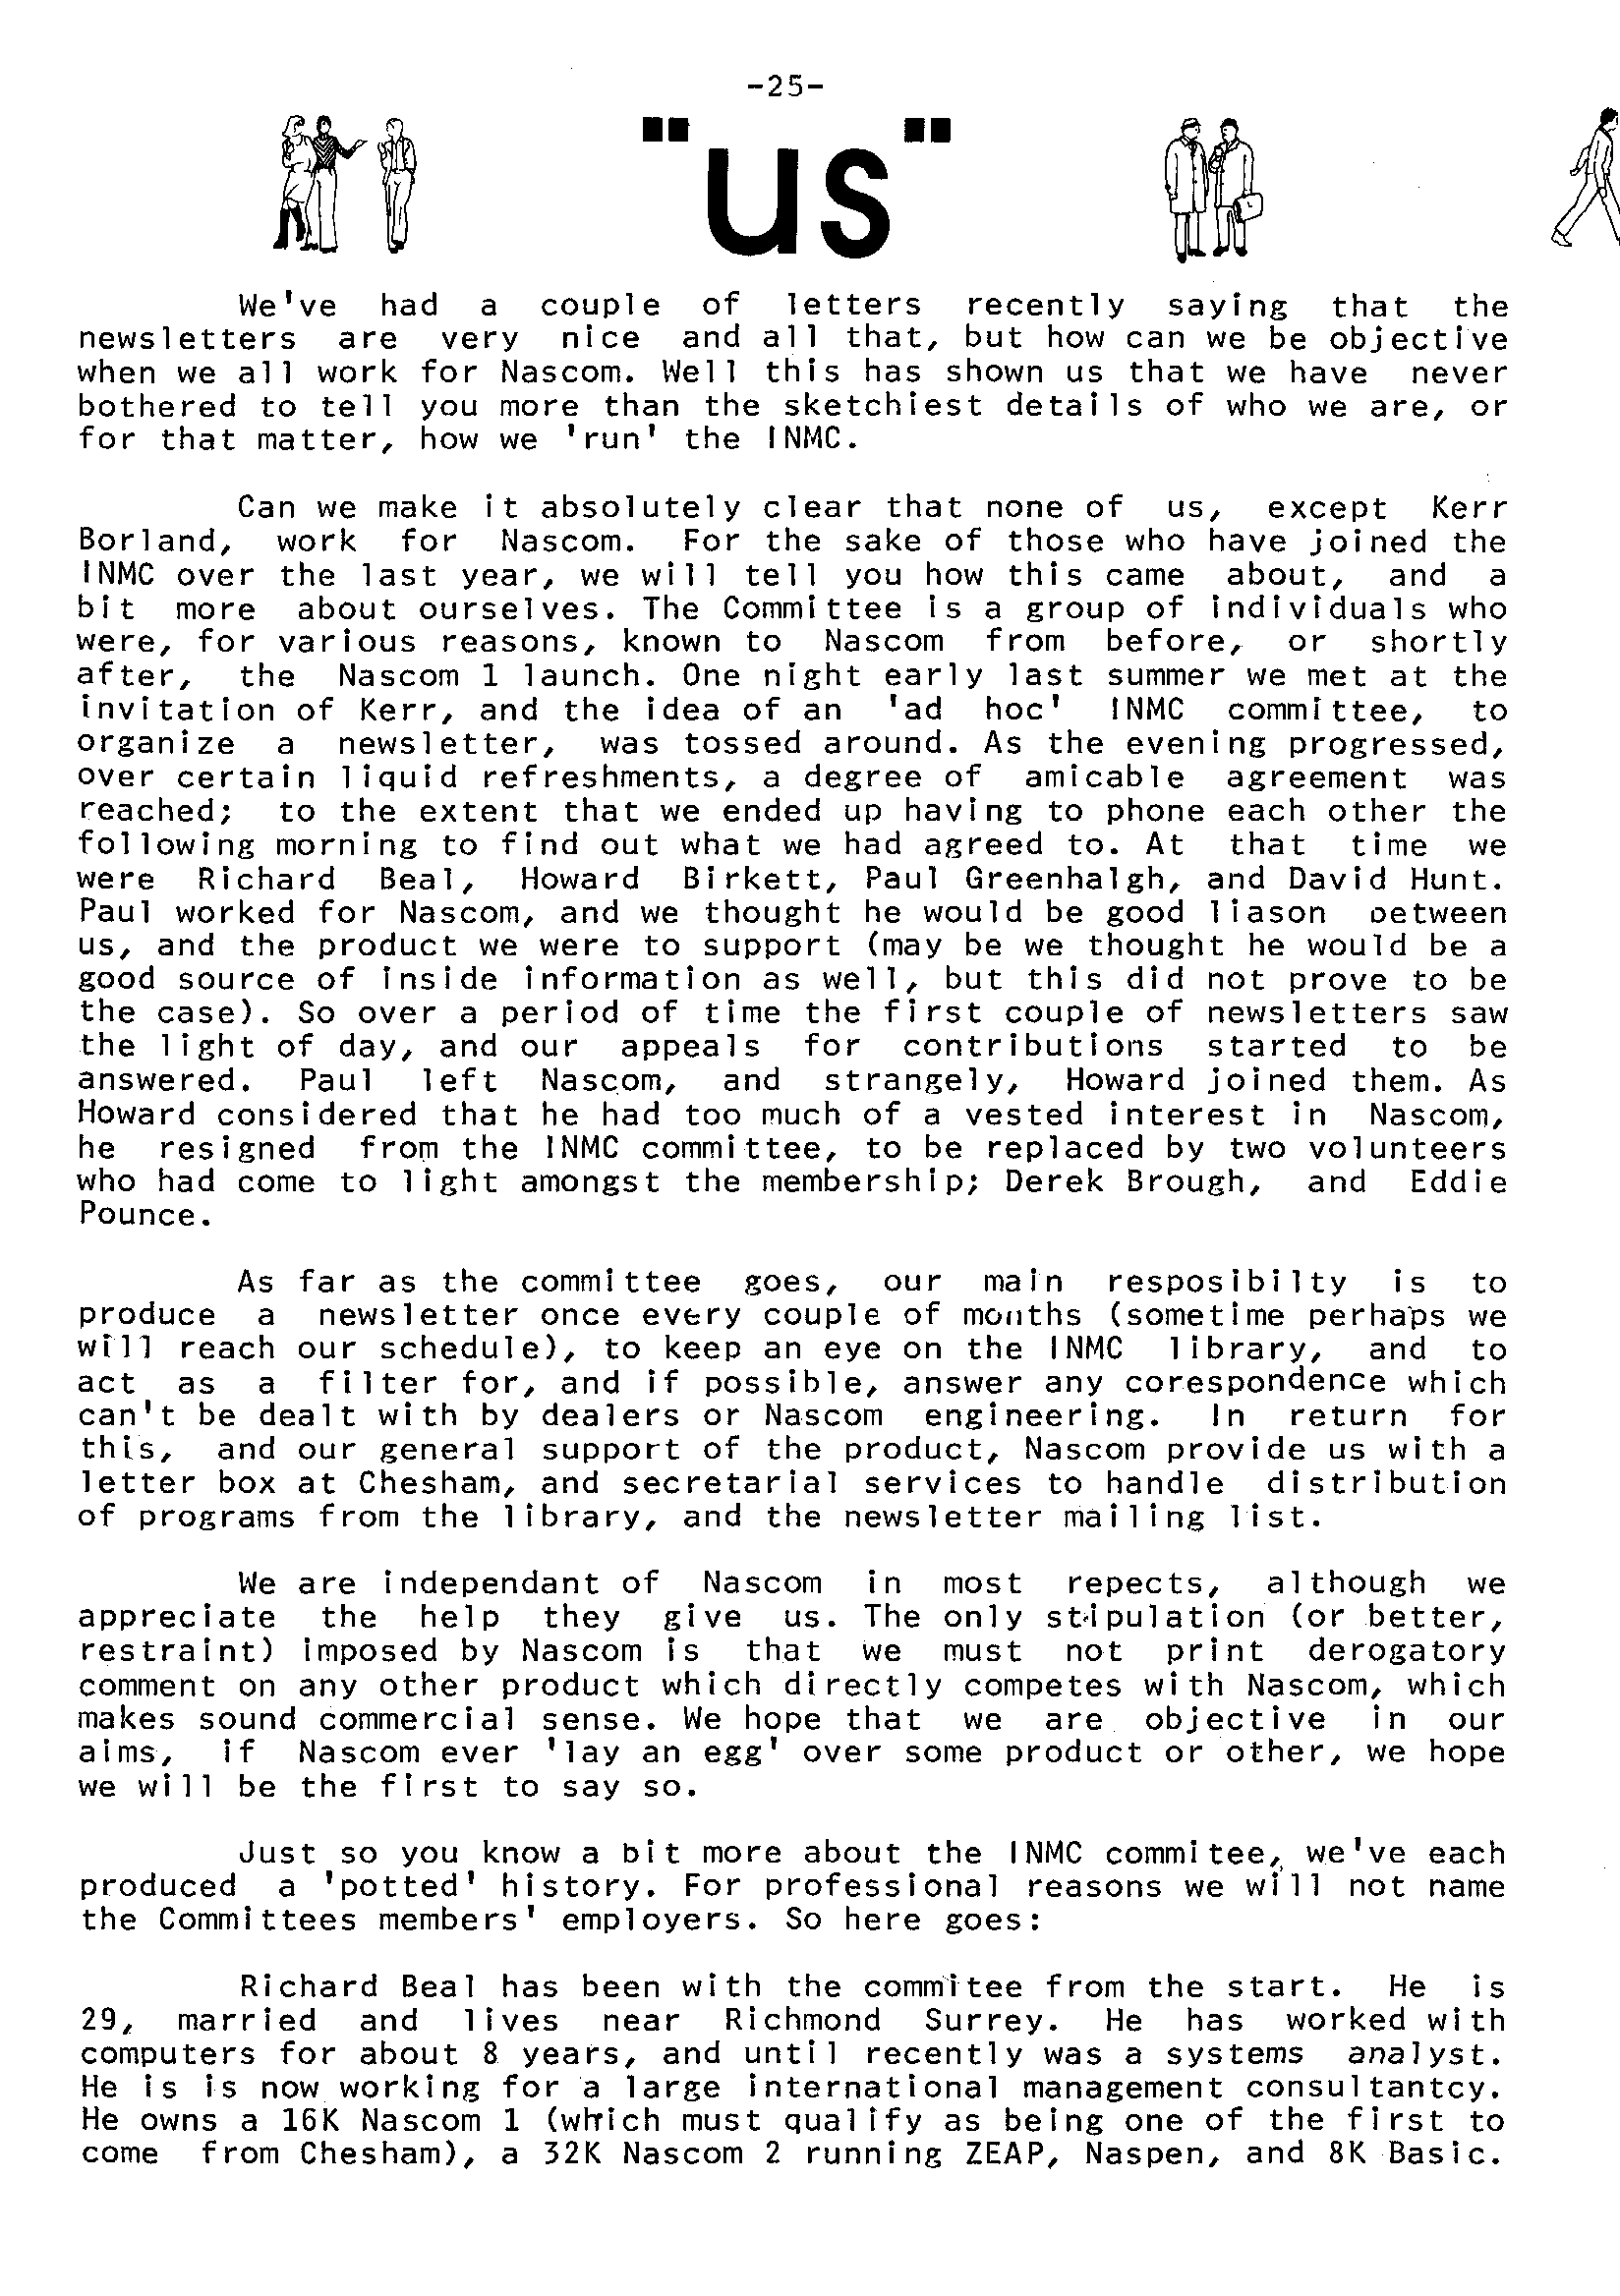 -25-
"us"
We've had a couple of letters recently saying that the
newsletters are very nice and all that, but how can we be objective
when we all work for Nascom. Well this has shown us that we have never
bothered to tell you more than the sketchiest details of who we are, or
for that matter, how we 'run' the INMC.
Can we make it absolutely clear that none of us, except Kerr
Borland, work for Nascom. For the sake of those who have joined the
INMC over the last year, we will tell you how this came about, and a
bit more about ourselves. The Committee is a group of individuals who
were, for various reasons, known to Nascom from before, or shortly
after, the Nascom 1 launch. One night early last summer we met at the
invitation of Kerr, and the idea of an 'ad hoc' INMC committee, to
organize a newsletter, was tossed around. As the evening progressed,
over certain liquid refreshments, a degree of amicable agreement was
reached; to the extent that we ended up having to phone each other the
following morning to find out what we had agreed to. At that time we
were Richard Beal, Howard Birkett, Paul Greenhalgh, and David Hunt.
Paul worked for Nascom, and we thought he would be good liason between
us, and the product we were to support (may be we thought he would be a
good source of inside information as well, but this did not prove to be
the case). So over a period of time the first couple of newsletters saw
the light of day, and our appeals for contributions started to be
answered. Paul left Nascom, and strangely, Howard joined them. As
Howard considered that he had too much of a vested interest in Nascom,
he resigned from the INMC committee, to be replaced by two volunteers
who had come to light amongst the membership; Derek Brough, and Eddie
Pounce.
As far as the committee goes, our main resposibilty is to
produce a newsletter once every couple of months (sometime perhaps we
will reach our schedule), to keep an eye on the INMC library, and to
act as a filter for, and if possible, answer any corespondence which
can't be dealt with by dealers or Nascom engineering. In return for
this, and our general support of the product, Nascom provide us with a
letter box at Chesham, and secretarial services to handle distribution
of programs from the library, and the newsletter mailing list.
We are independant of Nascom in most repects, although we
appreciate the help they give us. The only stipulation (or better,
restraint) imposed by Nascom is that we must not print derogatory
comment on any other product which directly competes with Nascom, which
makes sound commercial sense. We hope that we are objective in our
aims, if Nascom ever 'lay an egg' over some product or other, we hope
we will be the first to say so.
Just so you know a bit more about the INMC commitee, we've each
produced a 'potted' history. For professional reasons we will not name
the Committees members' employers. So here goes:
Richard Beal has been with the commitee from the start. He is
29, married and lives near Richmond Surrey. He has worked with
computers for about 8 years, and until recently was a systems analyst.
He is is now working for a large international management consultantcy.
He owns a 16K Nascom 1 (which must qualify as being one of the first to
come from Chesham), a 32K Nascom 2 running ZEAP, Naspen, and 8K Basic.